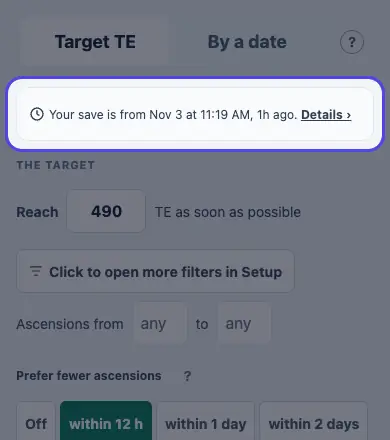 Target TE
By a date
?
Your save is from Nov 3 at 11:19 AM, 1h ago. Details ›
THE TARGET
Reach 490 TE as soon as possible
Click to open more filters in Setup
Ascensions from any to any
Prefer fewer ascensions ?
Off
within 12 h
within 1 day
within 2 days